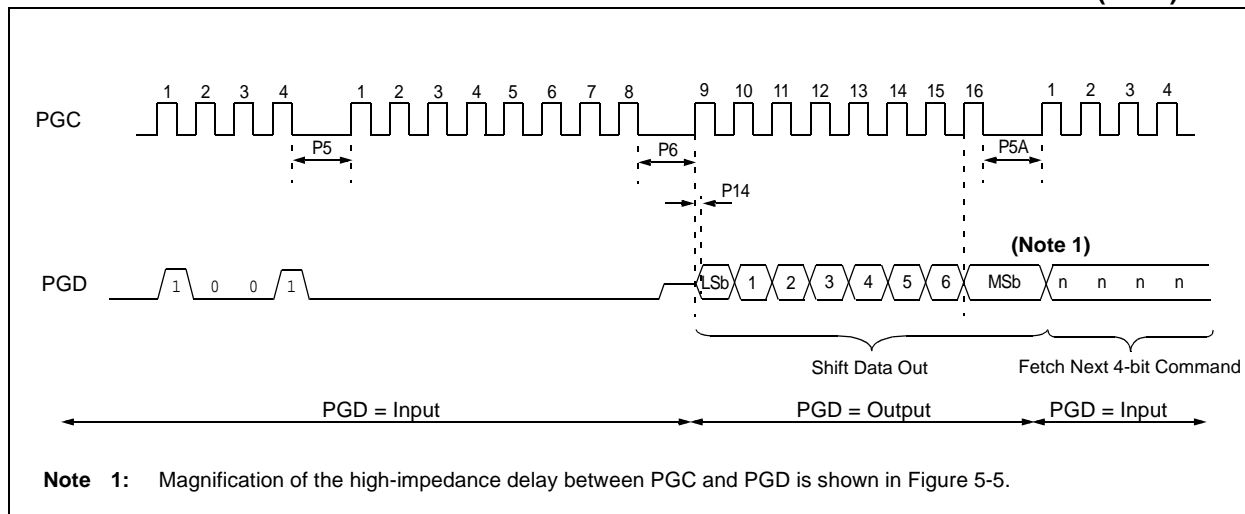 1 2 3 4 1 2 3 4 5 6 7 8 9 10 11 12 13 14 15 16 1 2 3 4
PGC
P5 P6 P5A
P14
(Note 1)
PGD 1 0 0 1 LSb 1 2 3 4 5 6 MSb n n n n
Shift Data Out Fetch Next 4-bit Command
PGD = Input PGD = Output PGD = Input
Note 1: Magnification of the high-impedance delay between PGC and PGD is shown in Figure 5-5.